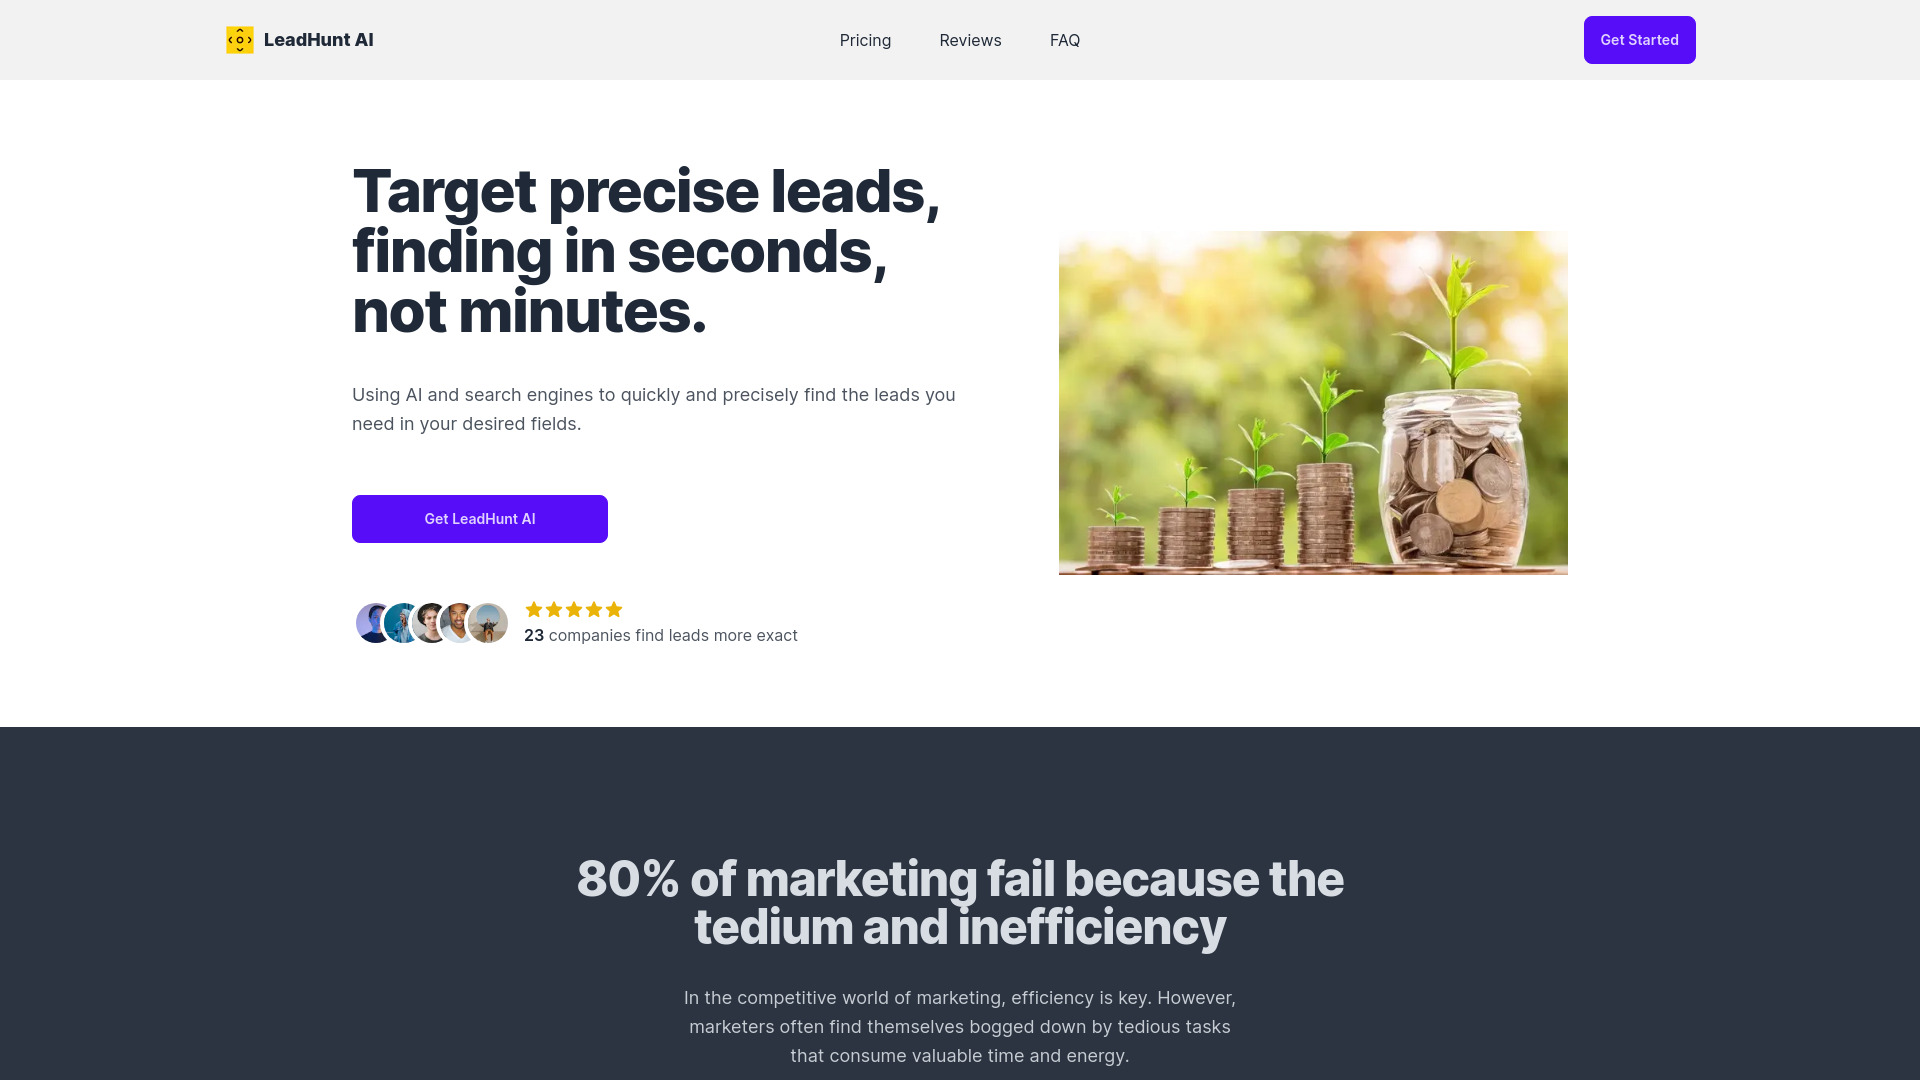 LeadHunt AI
Pricing
Reviews
FAQ
Get Started
Target precise leads,
finding in seconds,
not minutes.
Using AI and search engines to quickly and precisely find the leads you
need in your desired fields.
Get LeadHunt AI
23 companies find leads more exact
80% of marketing fail because the
tedium and inefficiency
In the competitive world of marketing, efficiency is key. However,
marketers often find themselves bogged down by tedious tasks
that consume valuable time and energy.